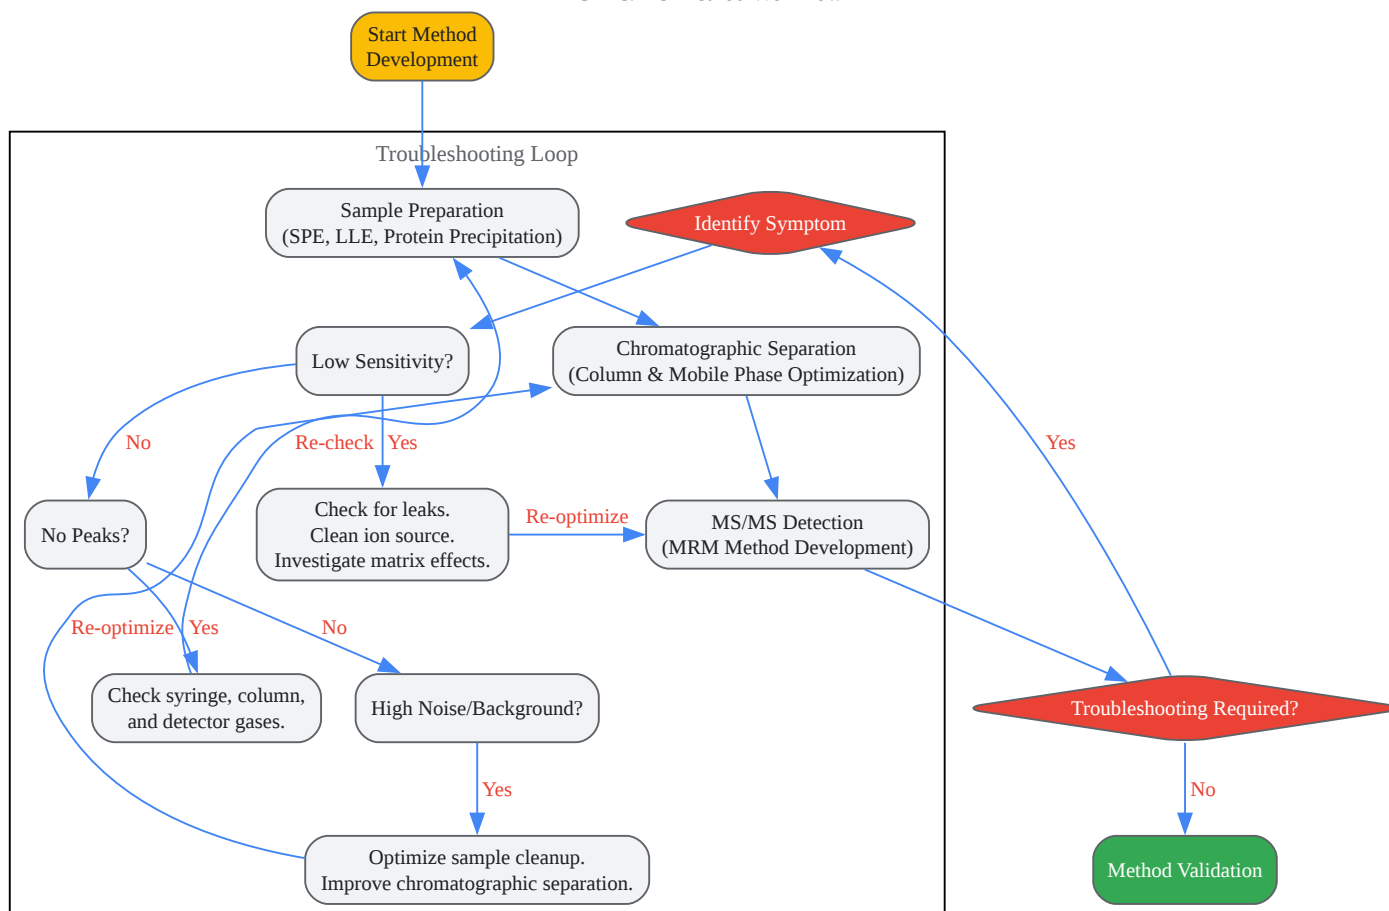 Start Method
Development
Troubleshooting Loop
Sample Preparation
(SPE, LLE, Protein Precipitation)
Identify Symptom
Low Sensitivity?
Chromatographic Separation
(Column & Mobile Phase Optimization)
No
Re-check
Yes
Yes
No Peaks?
Check for leaks.
Clean ion source.
Investigate matrix effects.
Re-optimize
MS/MS Detection
(MRM Method Development)
Re-optimize
Yes
No
Check syringe, column,
and detector gases.
High Noise/Background?
Troubleshooting Required?
Yes
No
Optimize sample cleanup.
Improve chromatographic separation.
Method Validation